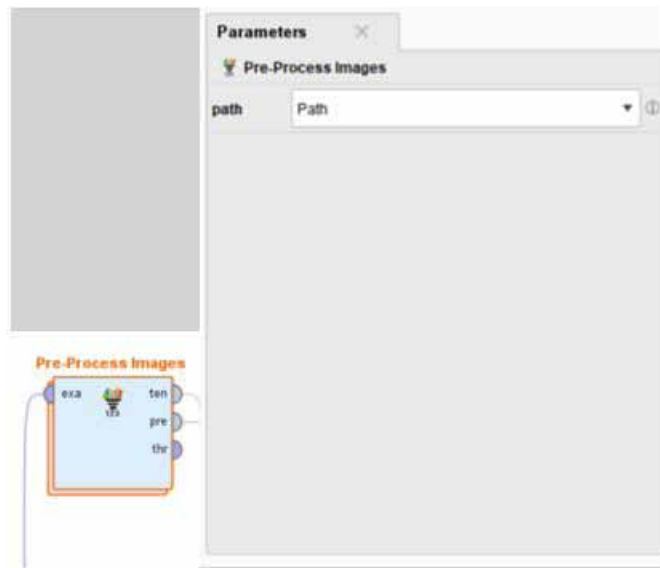 Parameters
Pre-Process Images
path
Path
Pre-Process Images
exa
ten
pre
thr